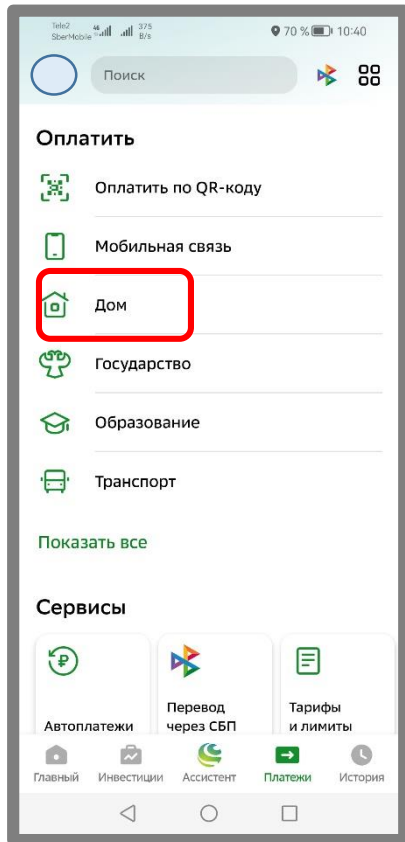 Tele2 4G 375
SberMobile B/s 70 % 10:40
Поиск
Оплатить
Оплатить по QR-коду
Мобильная связь
Дом
Государство
Образование
Транспорт
Показать все
Сервисы
Автоплатежи
Перевод
через СБП
Тарифы
и лимиты
Главный Инвестиции Ассистент Платежи История